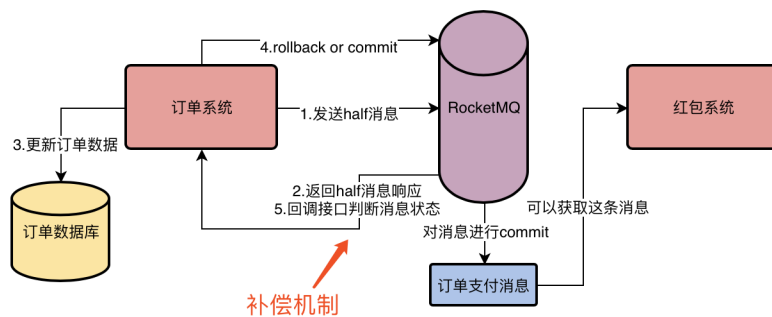 4.rollback or commit
订单系统
1.发送half消息
RocketMQ
红包系统
3.更新订单数据
2.返回half消息响应
5.回调接口判断消息状态
可以获取这条消息
订单数据库
对消息进行commit
订单支付消息
补偿机制